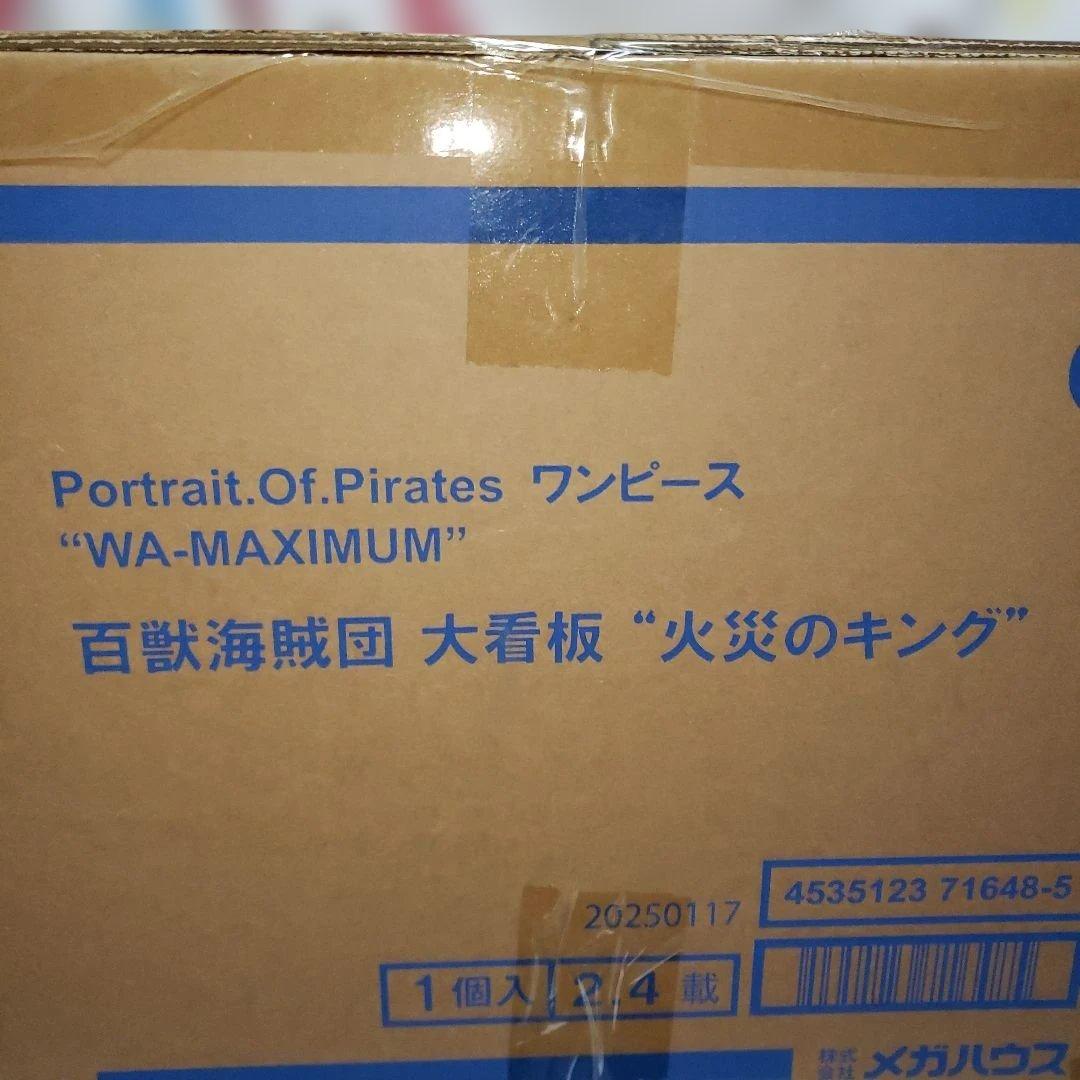 Portrait.Of.Pirates ワンピース
“WA-MAXIMUM”
百獣海賊団 大看板 “火災のキング”
4535123 71648-5
20250117
1個入 2.4 載
株式会社 メガハウス